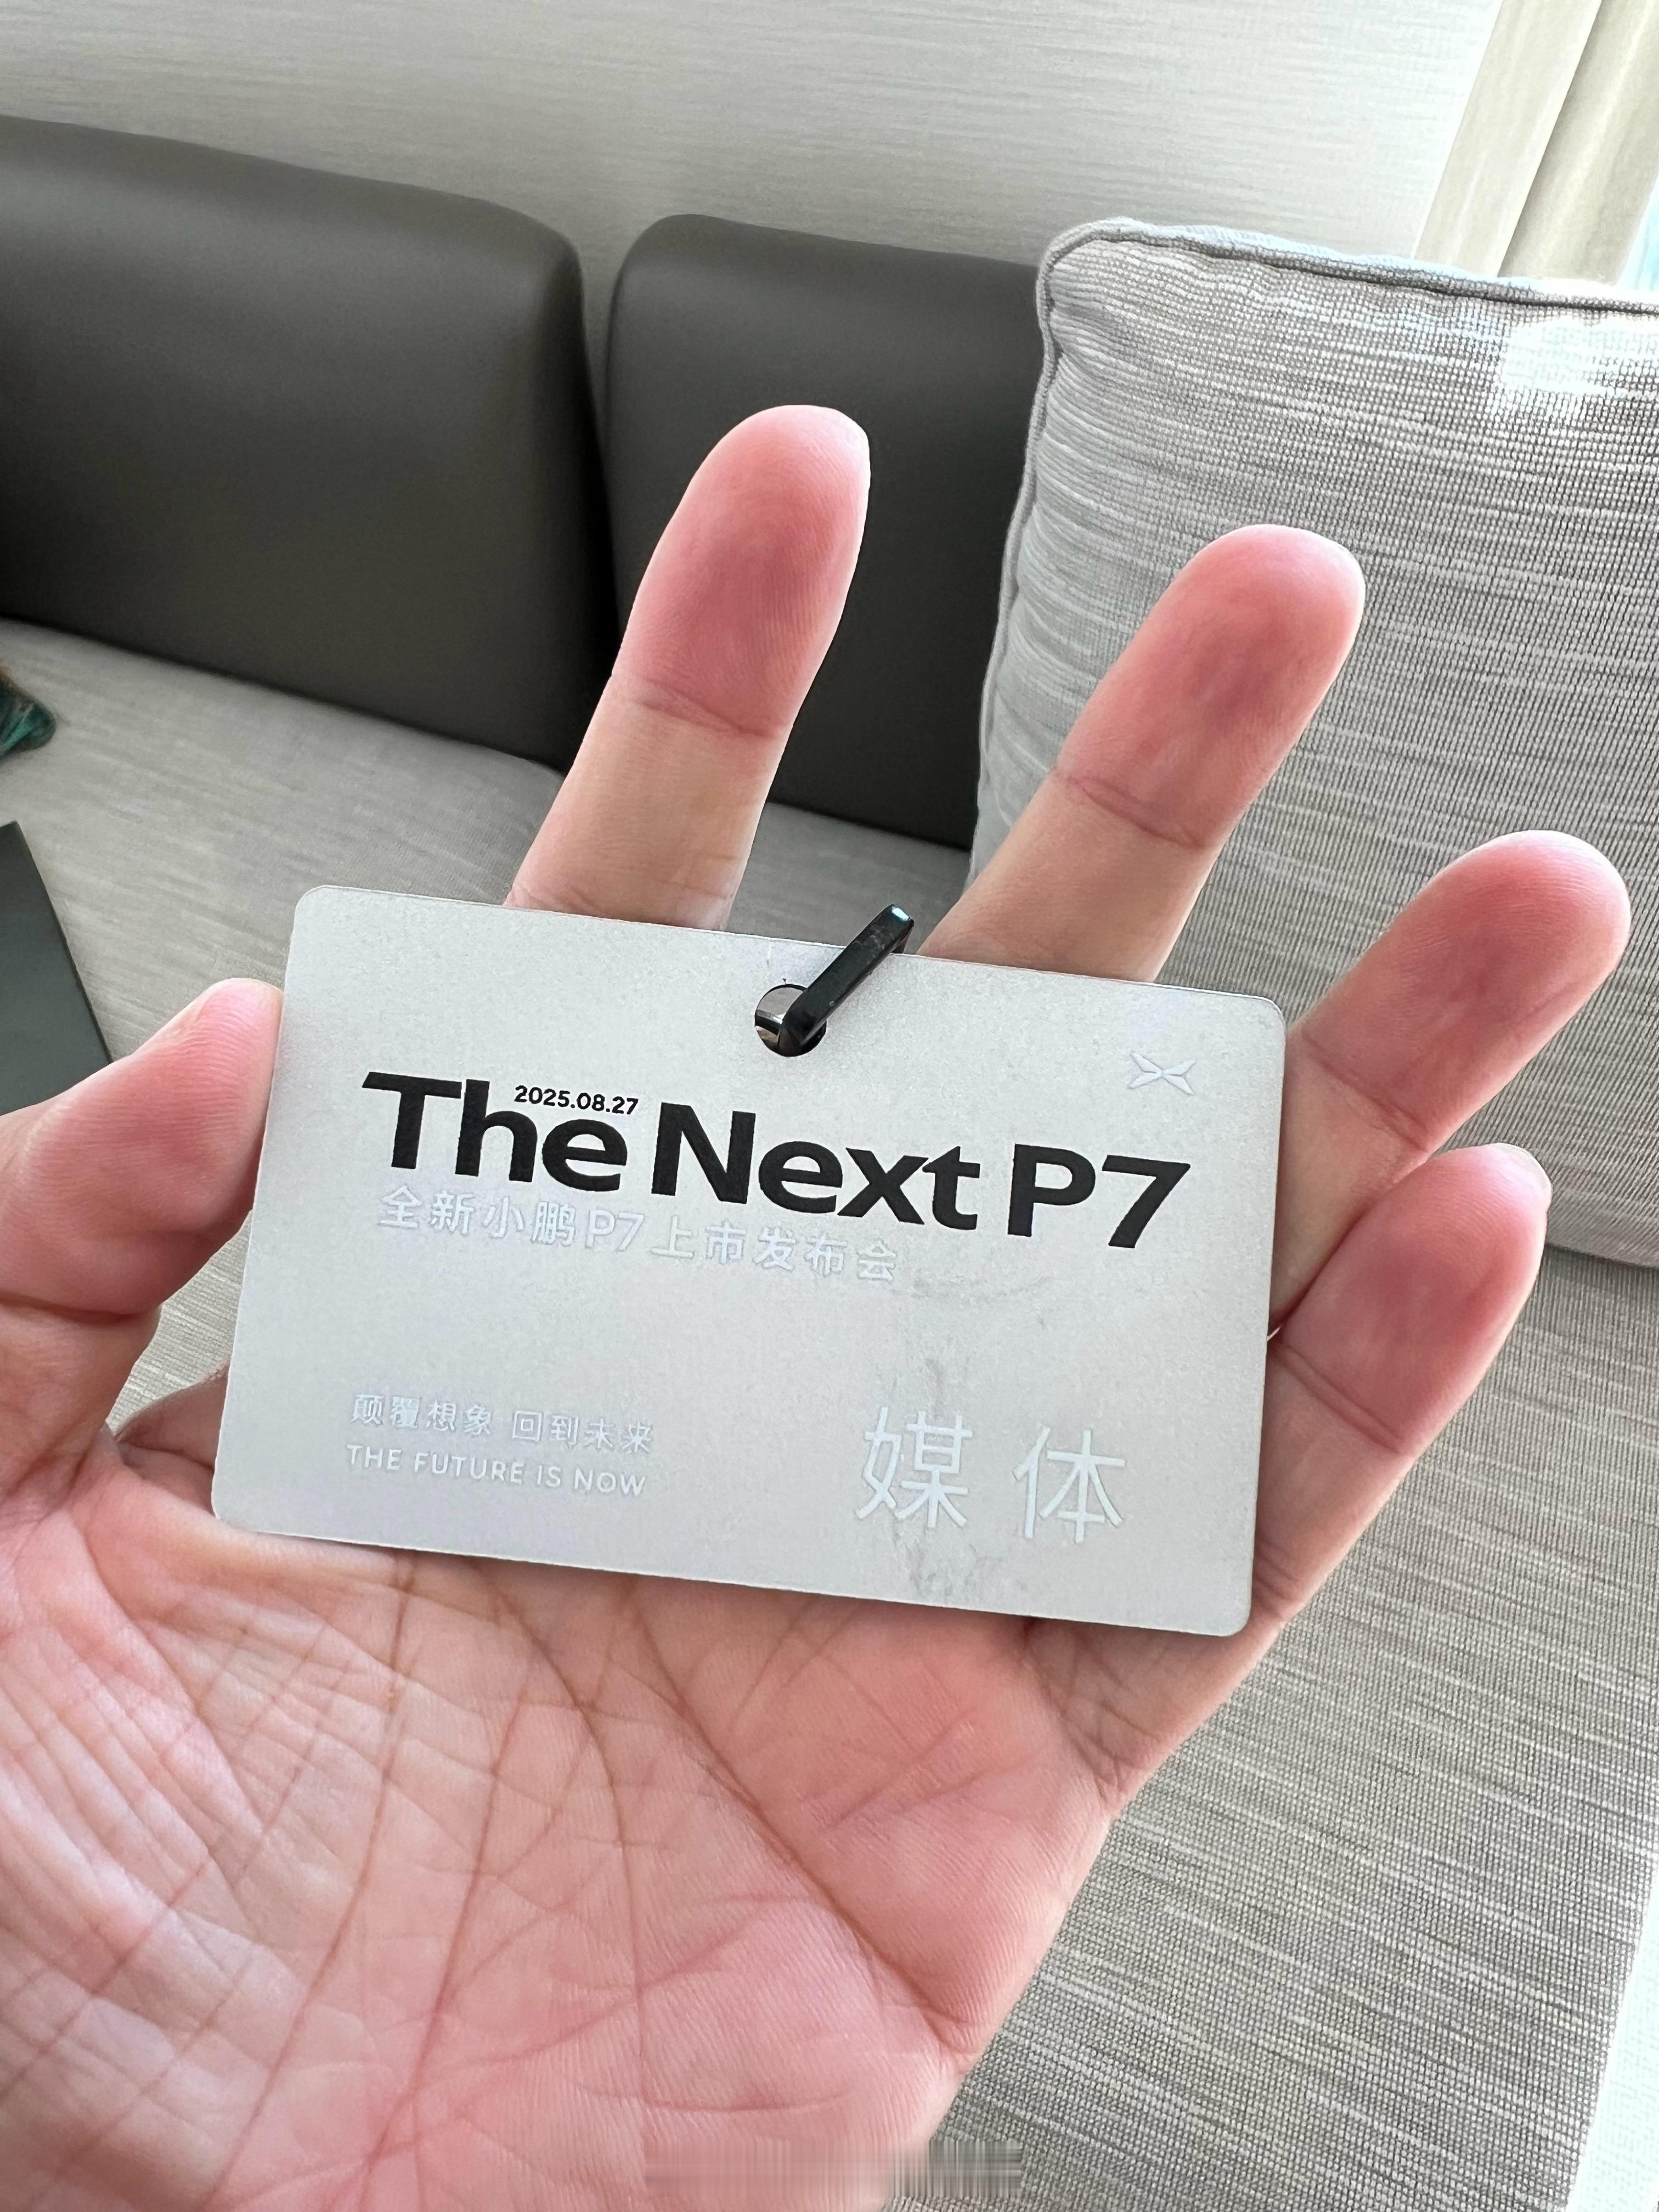 2025.08.27
The Next P7
全新小鹏P7上市发布会
颠覆想象 回到未来
THE FUTURE IS NOW
媒体